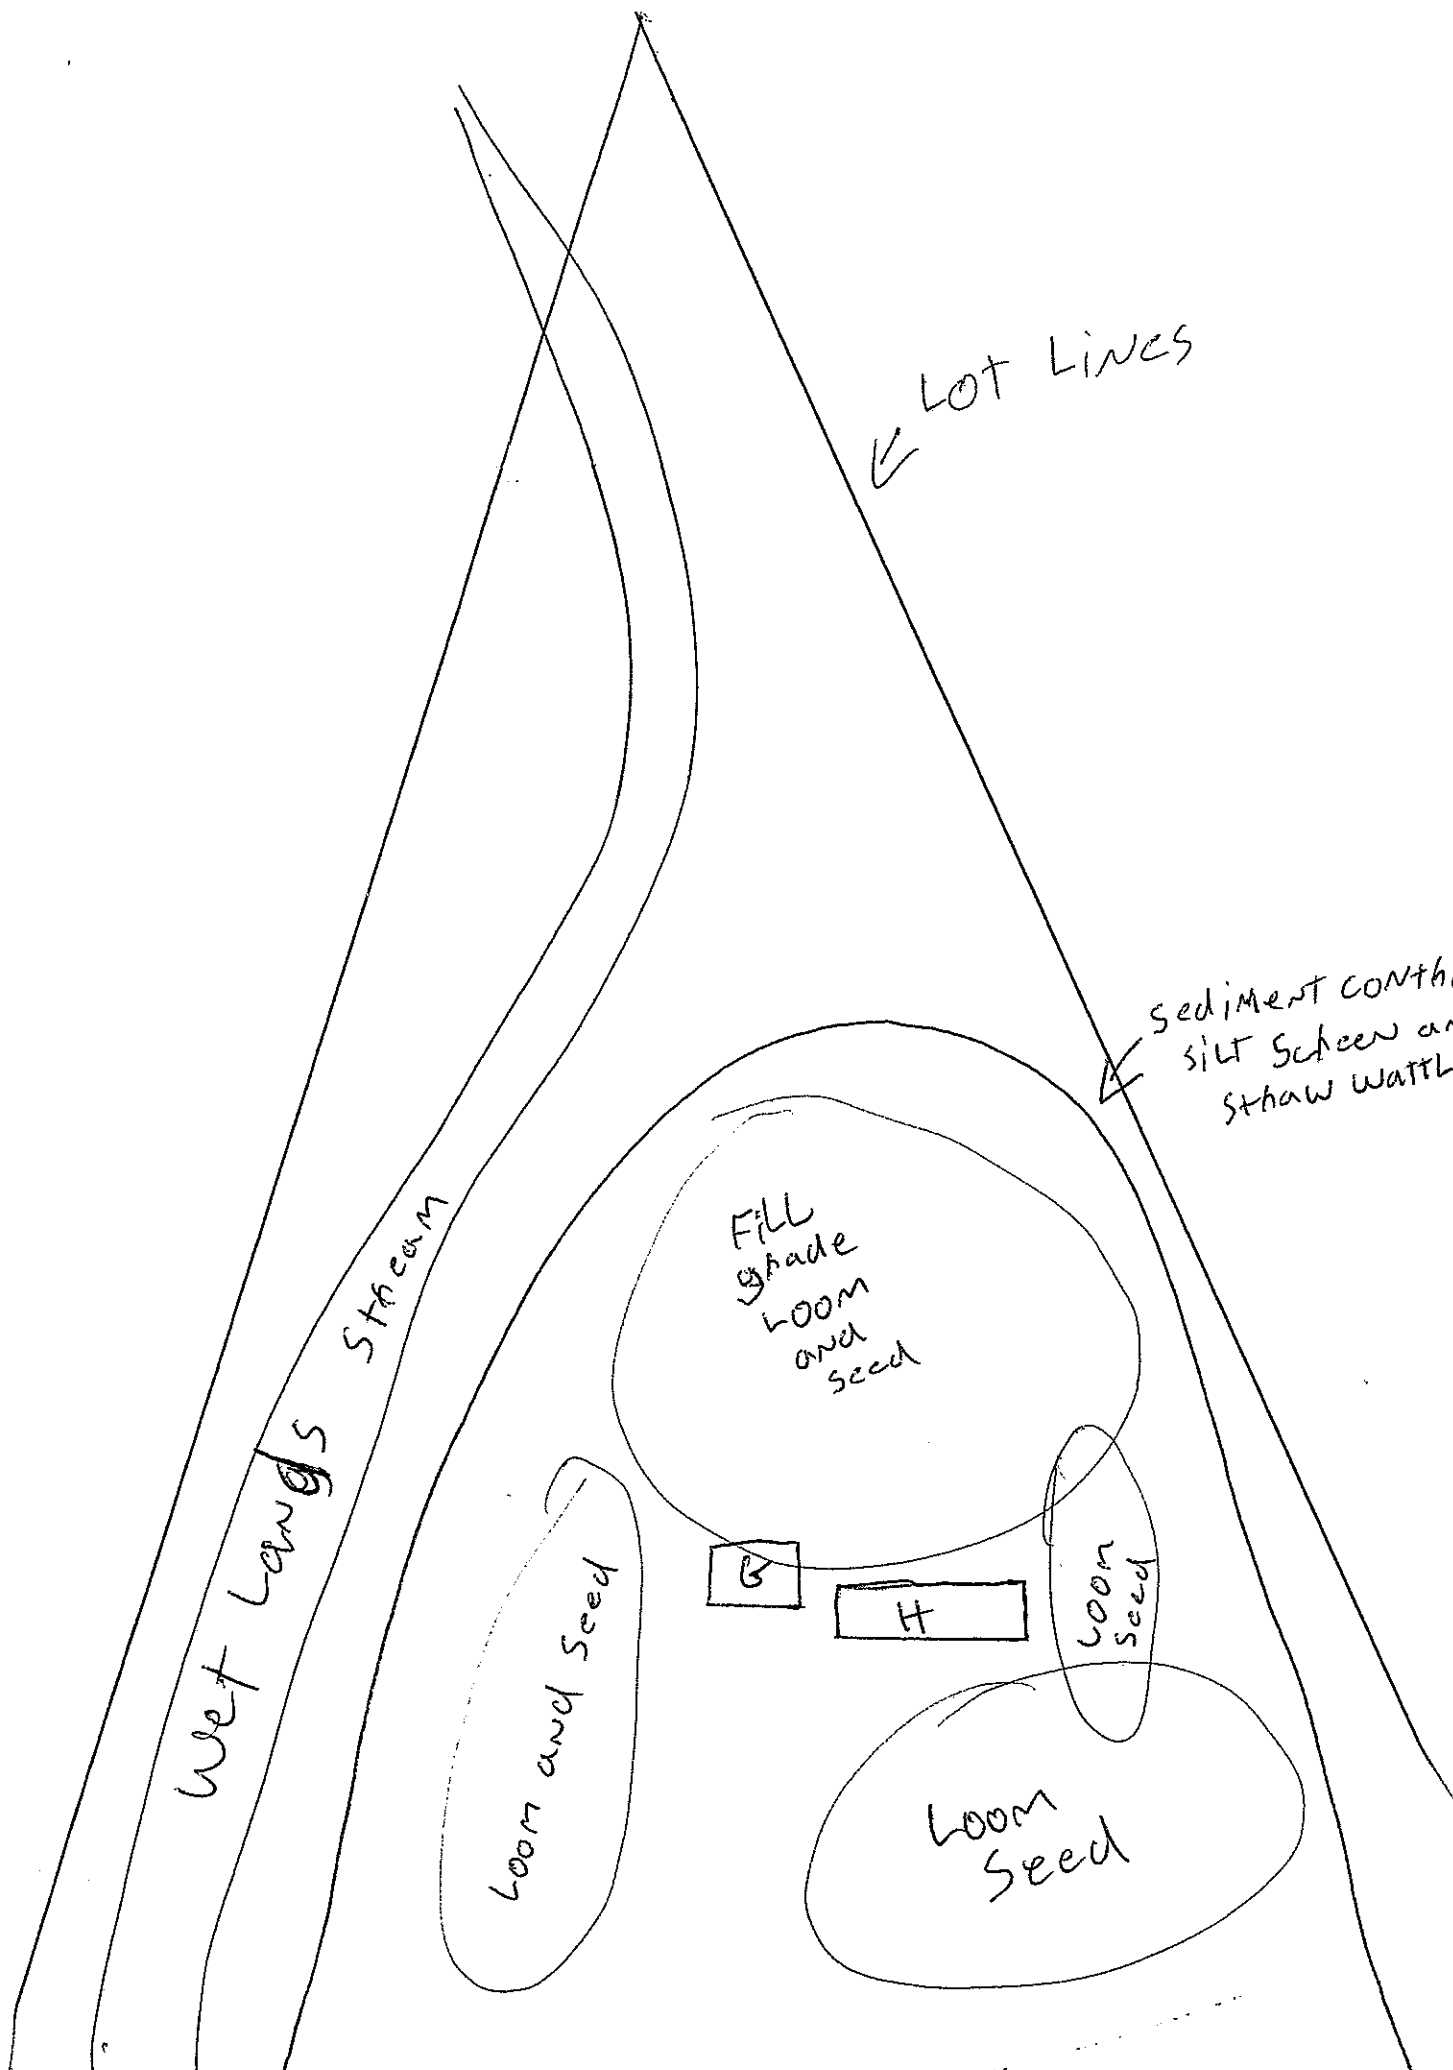 Lot Lines
Sediment contr
silt screen an
straw wattl
Fill
grade
Loom
and
seed
Wet Lands Stream
Loom and seed
G
H
Loom
seed
Loom
Seed